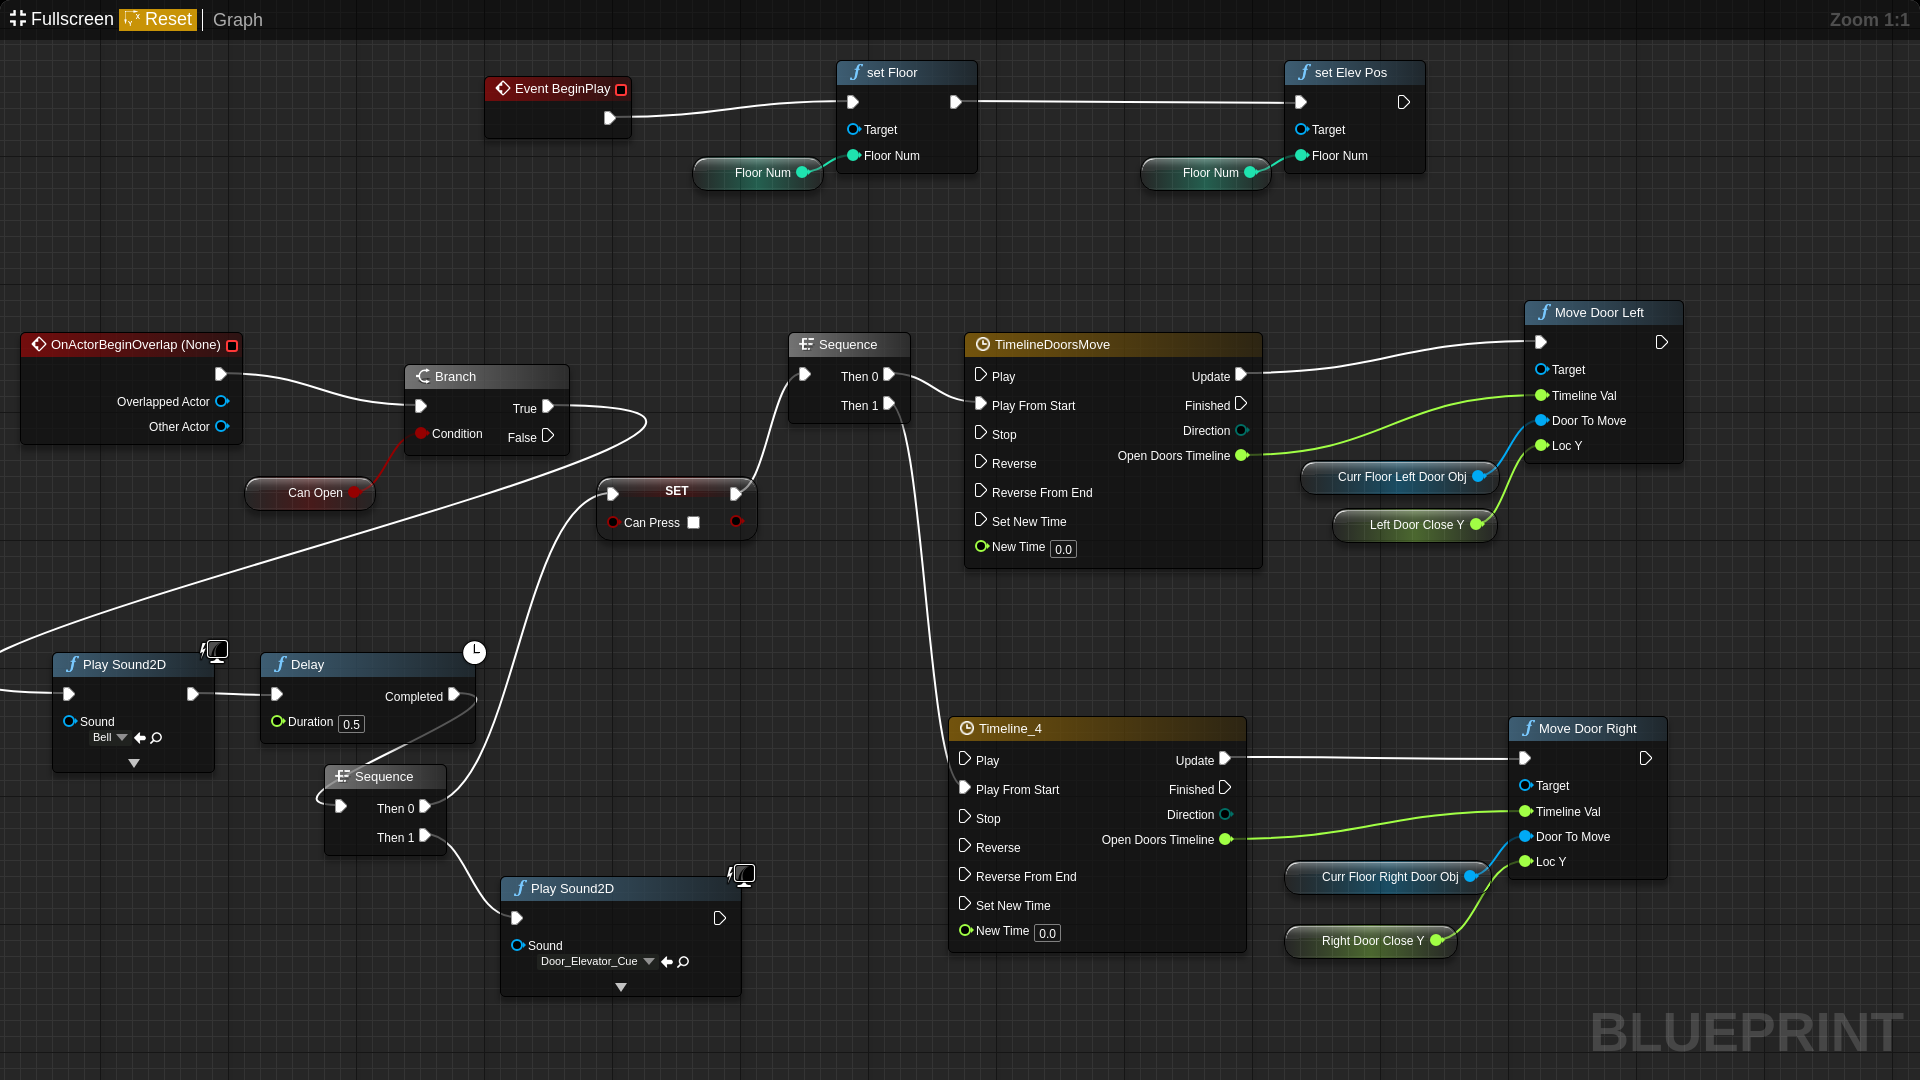 Fullscreen Reset Graph Zoom 1:1
Event BeginPlay
set Floor
Target
Floor Num
Floor Num
set Elev Pos
Target
Floor Num
Floor Num
OnActorBeginOverlap (None)
Overlapped Actor
Other Actor
Branch
True
Condition
False
Can Open
SET
Can Press
Sequence
Then 0
Then 1
TimelineDoorsMove
Play
Update
Play From Start
Finished
Stop
Direction
Open Doors Timeline
Reverse
Reverse From End
Set New Time
New Time 0.0
Move Door Left
Target
Timeline Val
Door To Move
Loc Y
Curr Floor Left Door Obj
Left Door Close Y
Play Sound2D
Sound
Bell
Delay
Completed
Duration 0.5
Sequence
Then 0
Then 1
Play Sound2D
Sound
Door_Elevator_Cue
Timeline_4
Play
Update
Play From Start
Finished
Stop
Direction
Open Doors Timeline
Reverse
Reverse From End
Set New Time
New Time 0.0
Move Door Right
Target
Timeline Val
Door To Move
Loc Y
Curr Floor Right Door Obj
Right Door Close Y
BLUEPRINT